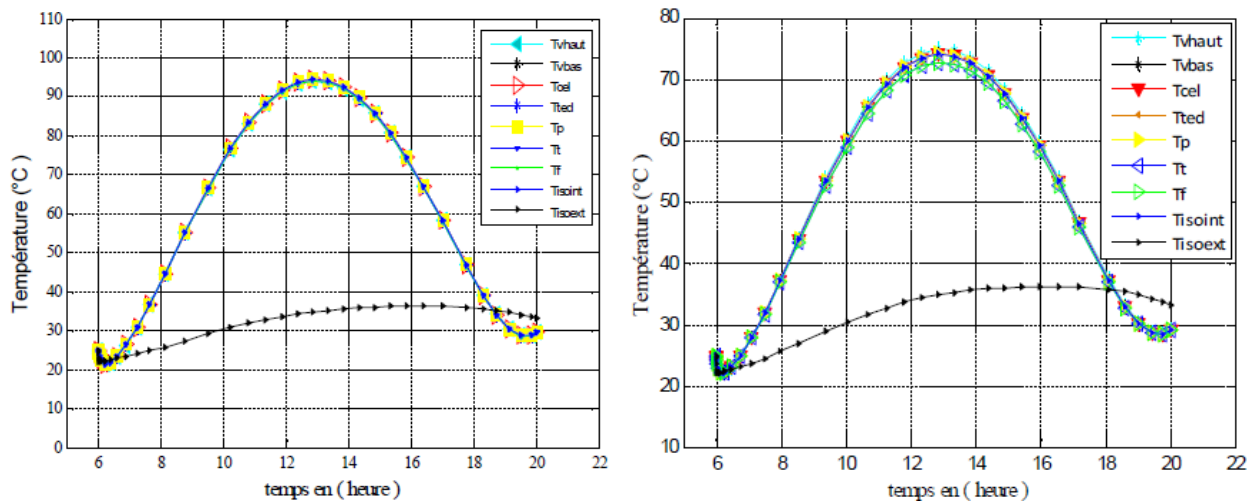 110
100
90
80
70
60
50
40
30
20
10
0
Température (°C)
6
8
10
12
14
16
18
20
22
temps en ( heure )
Tvhaut
Tvbas
Tcel
Tted
Tp
Tt
Tf
Tisoint
Tisoext
80
70
60
50
40
30
20
10
Température (°C)
6
8
10
12
14
16
18
20
22
temps en ( heure )
Tvhaut
Tvbas
Tcel
Tted
Tp
Tt
Tf
Tisoint
Tisoext